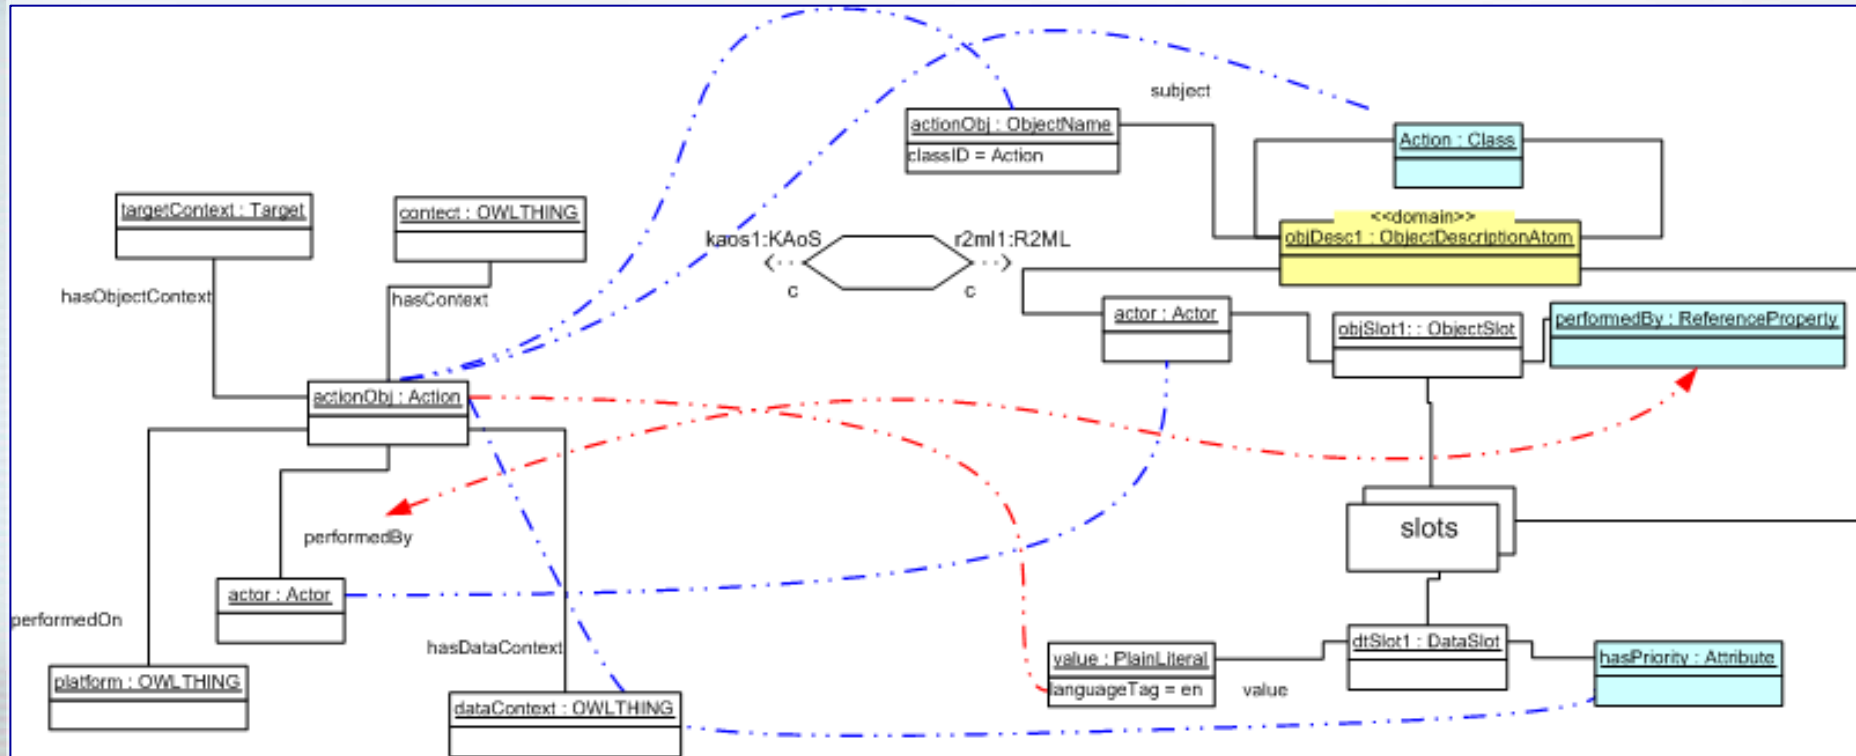 subject
actionObj : ObjectName
classID = Action
Action : Class
targetContext : Target
contect : OWLTHING
<<domain>>
objDesc1 : ObjectDescriptionAtom
kaos1:KAoS
r2ml1:R2ML
c
c
hasObjectContext
hasContext
actor : Actor
objSlot1: : ObjectSlot
performedBy : ReferenceProperty
actionObj : Action
performedBy
slots
actor : Actor
performedOn
hasDataContext
platform : OWLTHING
dataContext : OWLTHING
value : PlainLiteral
languageTag = en
value
dtSlot1 : DataSlot
hasPriority : Attribute